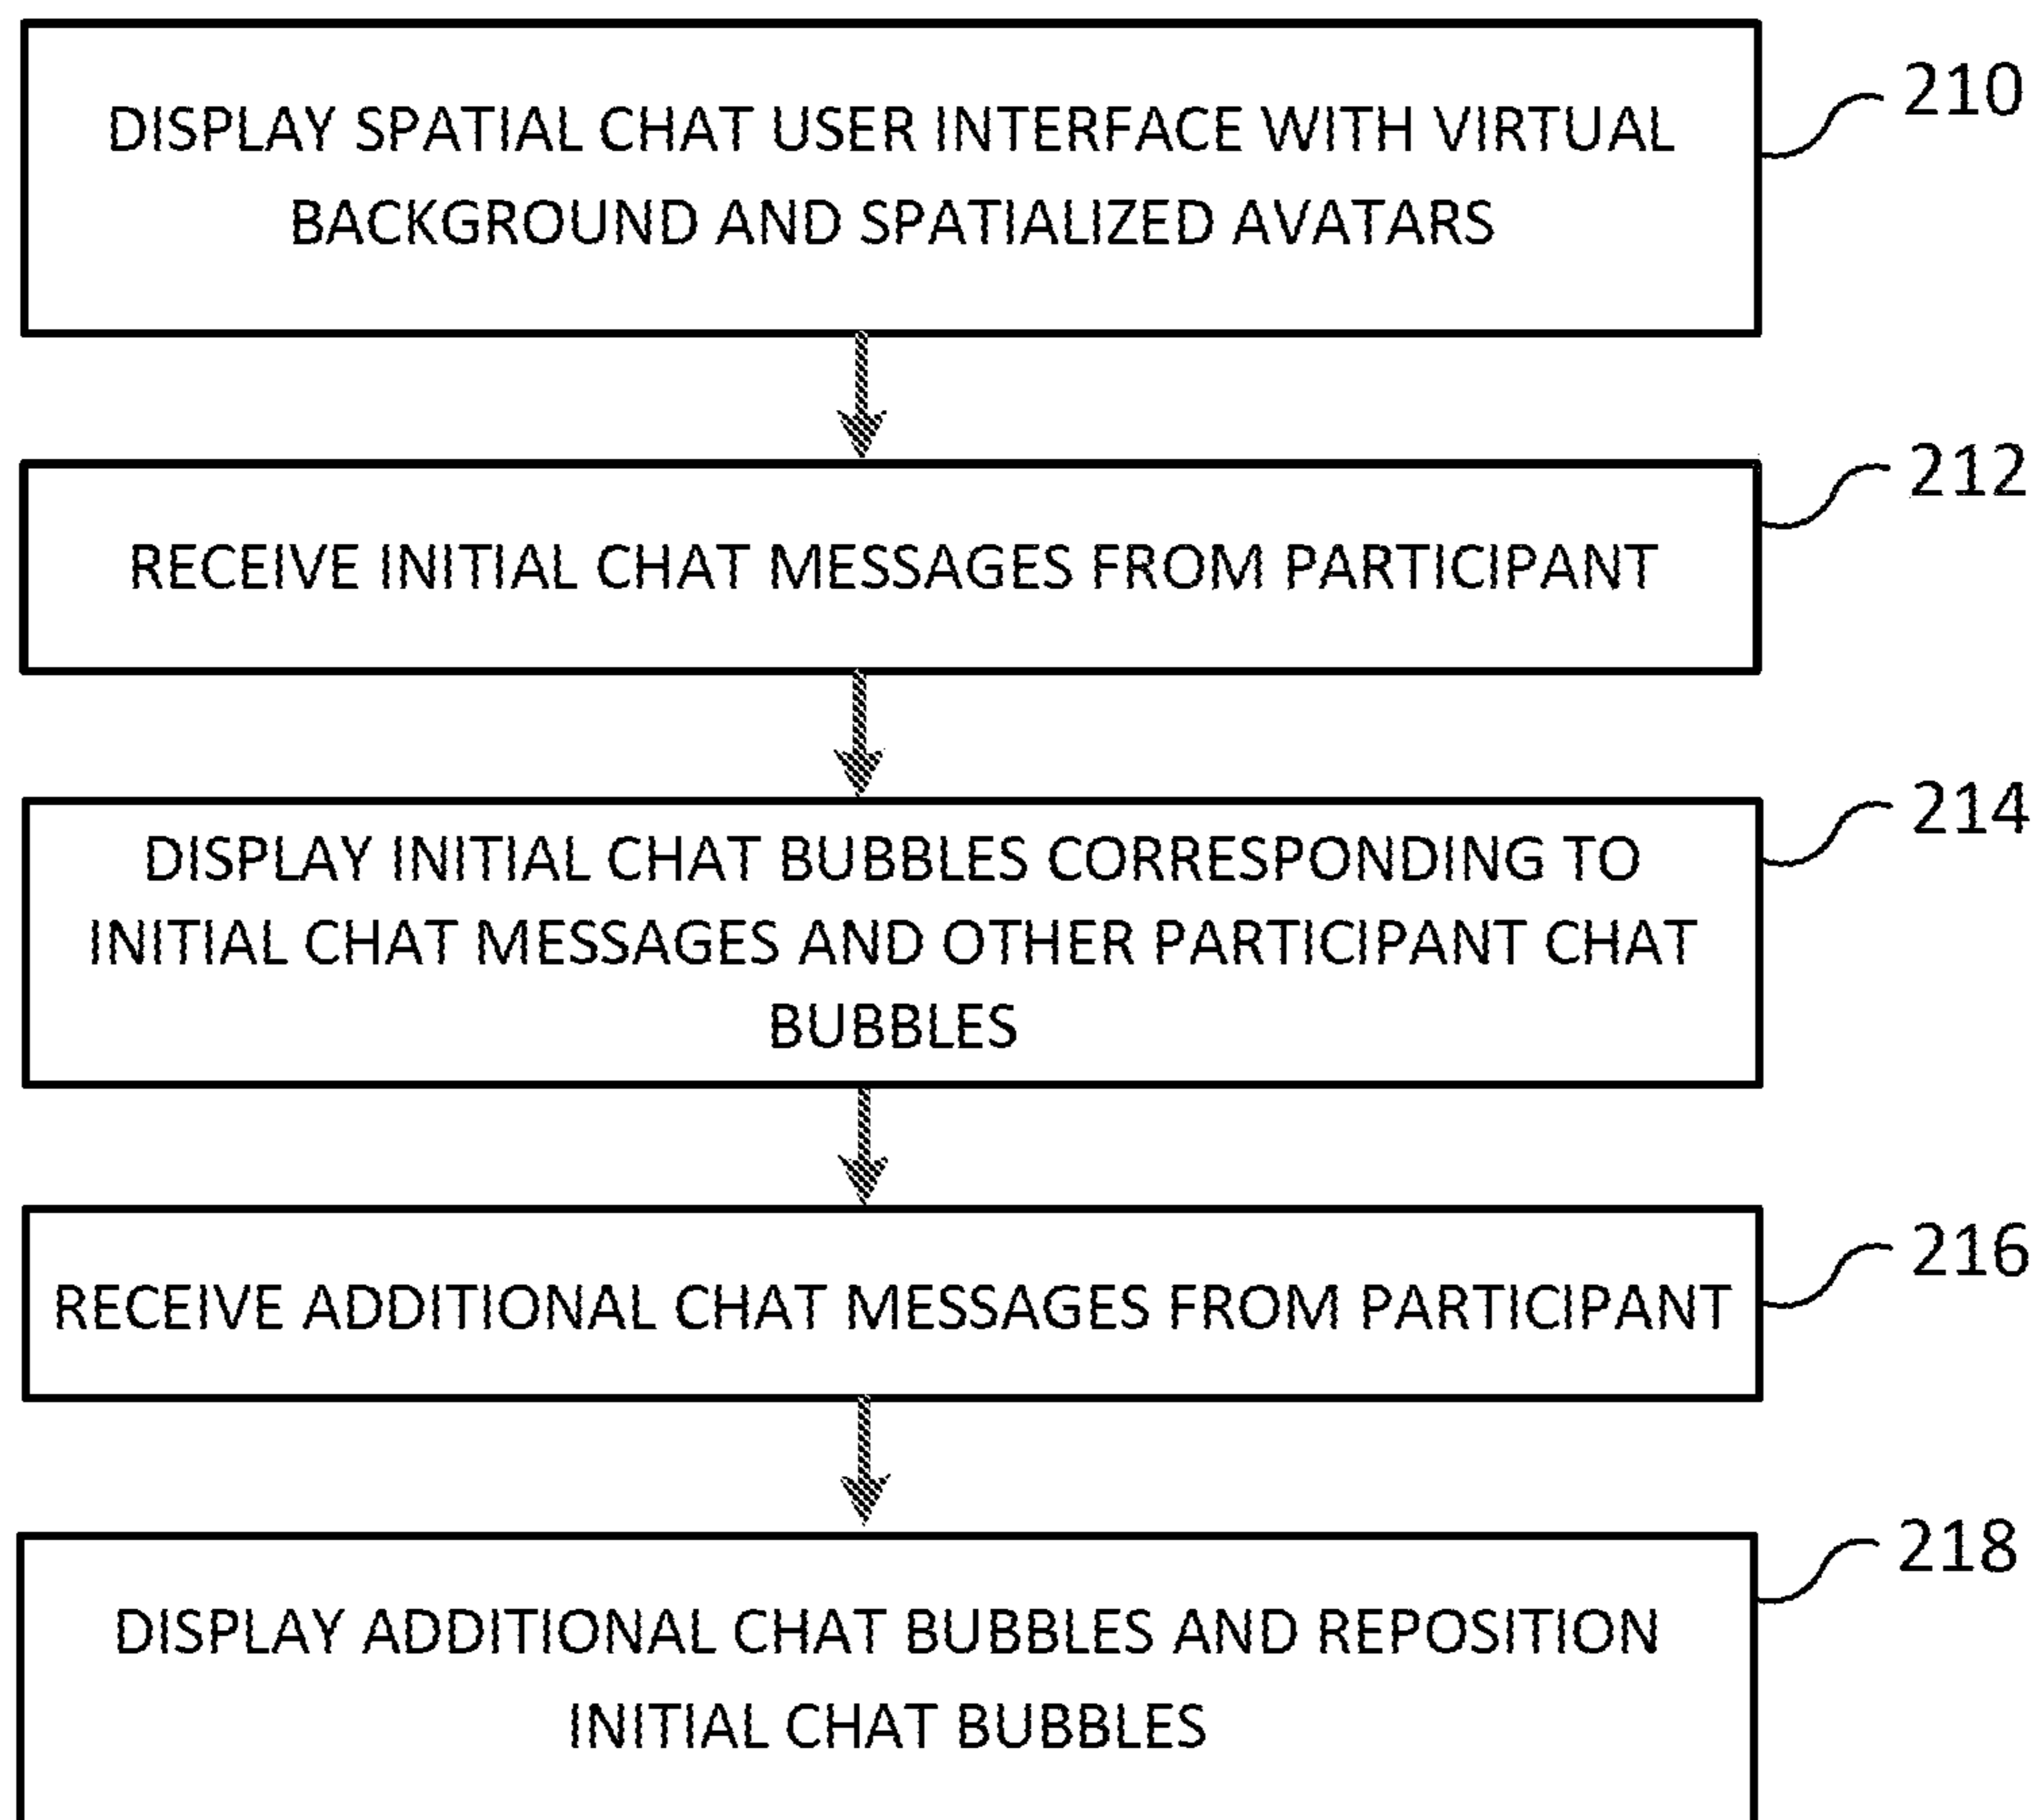 DISPLAY SPATIAL CHAT USER INTERFACE WITH VIRTUAL
BACKGROUND AND SPATIALIZED AVATARS
210
RECEIVE INITIAL CHAT MESSAGES FROM PARTICIPANT
212
DISPLAY INITIAL CHAT BUBBLES CORRESPONDING TO
INITIAL CHAT MESSAGES AND OTHER PARTICIPANT CHAT
BUBBLES
214
RECEIVE ADDITIONAL CHAT MESSAGES FROM PARTICIPANT
216
DISPLAY ADDITIONAL CHAT BUBBLES AND REPOSITION
INITIAL CHAT BUBBLES
218